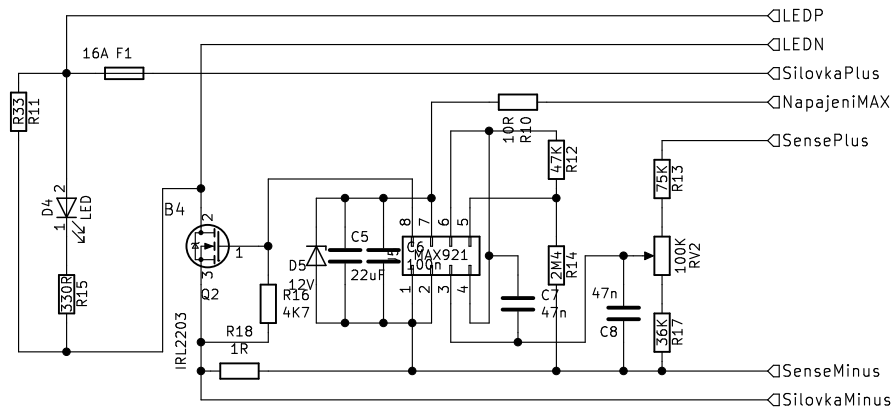 LEDP
LEDN
16A F1
SilovkaPlus
NapajeniMAX
R33
R11
10R
R10
SensePlus
47K
R12
75K
R13
D4
2
1
LED
B4
2
1
3
Q2
IRL2203
330R
R15
R16
4K7
R18
1R
D5
12V
C5
22uF
C6
100n
8
7
6
5
MAX921
1
2
3
4
C7
47n
2M4
R14
100K
RV2
47n
C8
36K
R17
SenseMinus
SilovkaMinus